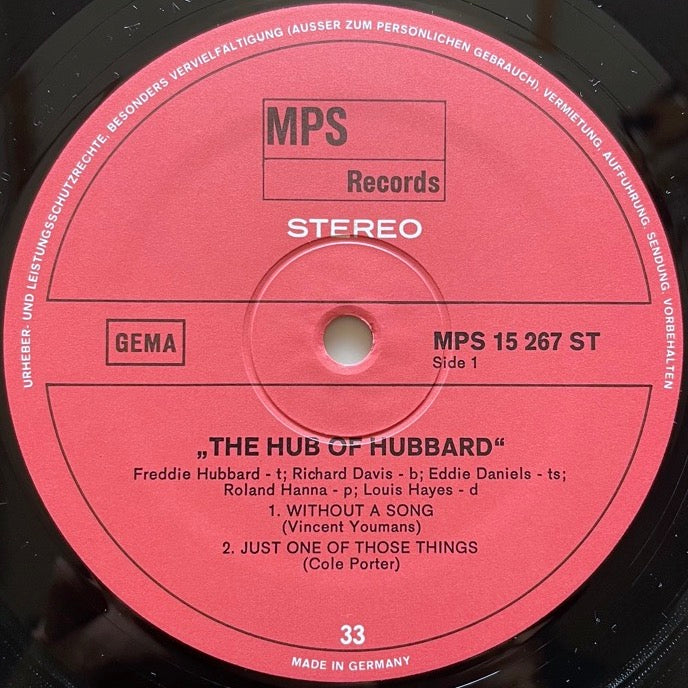 URHEBER- UND LEISTUNGSSCHUTZRECHTE, BESONDERS VERVIELFÄLTIGUNG (AUSSER ZUM PERSÖNLICHEN GEBRAUCH), VERMIETUNG, AUFFÜHRUNG, SENDUNG, VORBEHALTEN
MPS
Records
STEREO
GEMA
MPS 15 267 ST
Side 1
„THE HUB OF HUBBARD“
Freddie Hubbard - t; Richard Davis - b; Eddie Daniels - ts;
Roland Hanna - p; Louis Hayes - d
1. WITHOUT A SONG
(Vincent Youmans)
2. JUST ONE OF THOSE THINGS
(Cole Porter)
33
MADE IN GERMANY